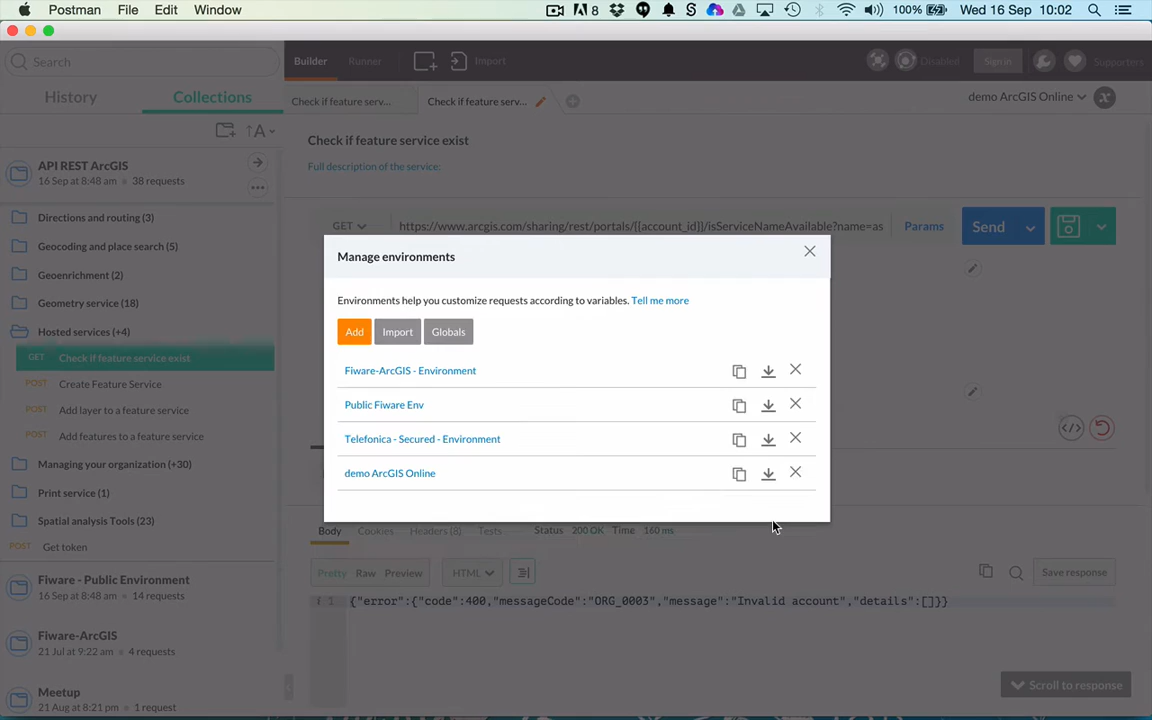 Postman File Edit Window 8 100% Wed 16 Sep 10:02
Search
Builder Runner Import Disabled Sign in Supporters
History Collections
Check if feature serv... Check if feature serv... demo ArcGIS Online
A
Check if feature service exist
Full description of the service:
API REST ArcGIS
16 Sep at 8:48 am 38 requests
Directions and routing (3)
Geocoding and place search (5)
Geoenrichment (2)
Geometry service (18)
Hosted services (+4)
GET Check if feature service exist
POST Create Feature Service
POST Add layer to a feature service
POST Add features to a feature service
Managing your organization (+30)
Print service (1)
Spatial analysis Tools (23)
POST Get token
Fiware - Public Environment
16 Sep at 8:48 am 14 requests
Fiware-ArcGIS
21 Jul at 9:22 am 4 requests
Meetup
21 Aug at 8:21 pm 1 request
GET https://www.arcgis.com/sharing/rest/portals/{{account_id}}/isServiceNameAvailable?name=as Params Send
Manage environments
Environments help you customize requests according to variables. Tell me more
Add Import Globals
Fiware-ArcGIS - Environment
Public Fiware Env
Telefonica - Secured - Environment
demo ArcGIS Online
Body Cookies Headers (8) Tests Status 200 OK Time 160 ms
Pretty Raw Preview HTML Save response
1 {"error":{"code":400,"messageCode":"ORG_0003","message":"Invalid account","details":[]}}
Scroll to response